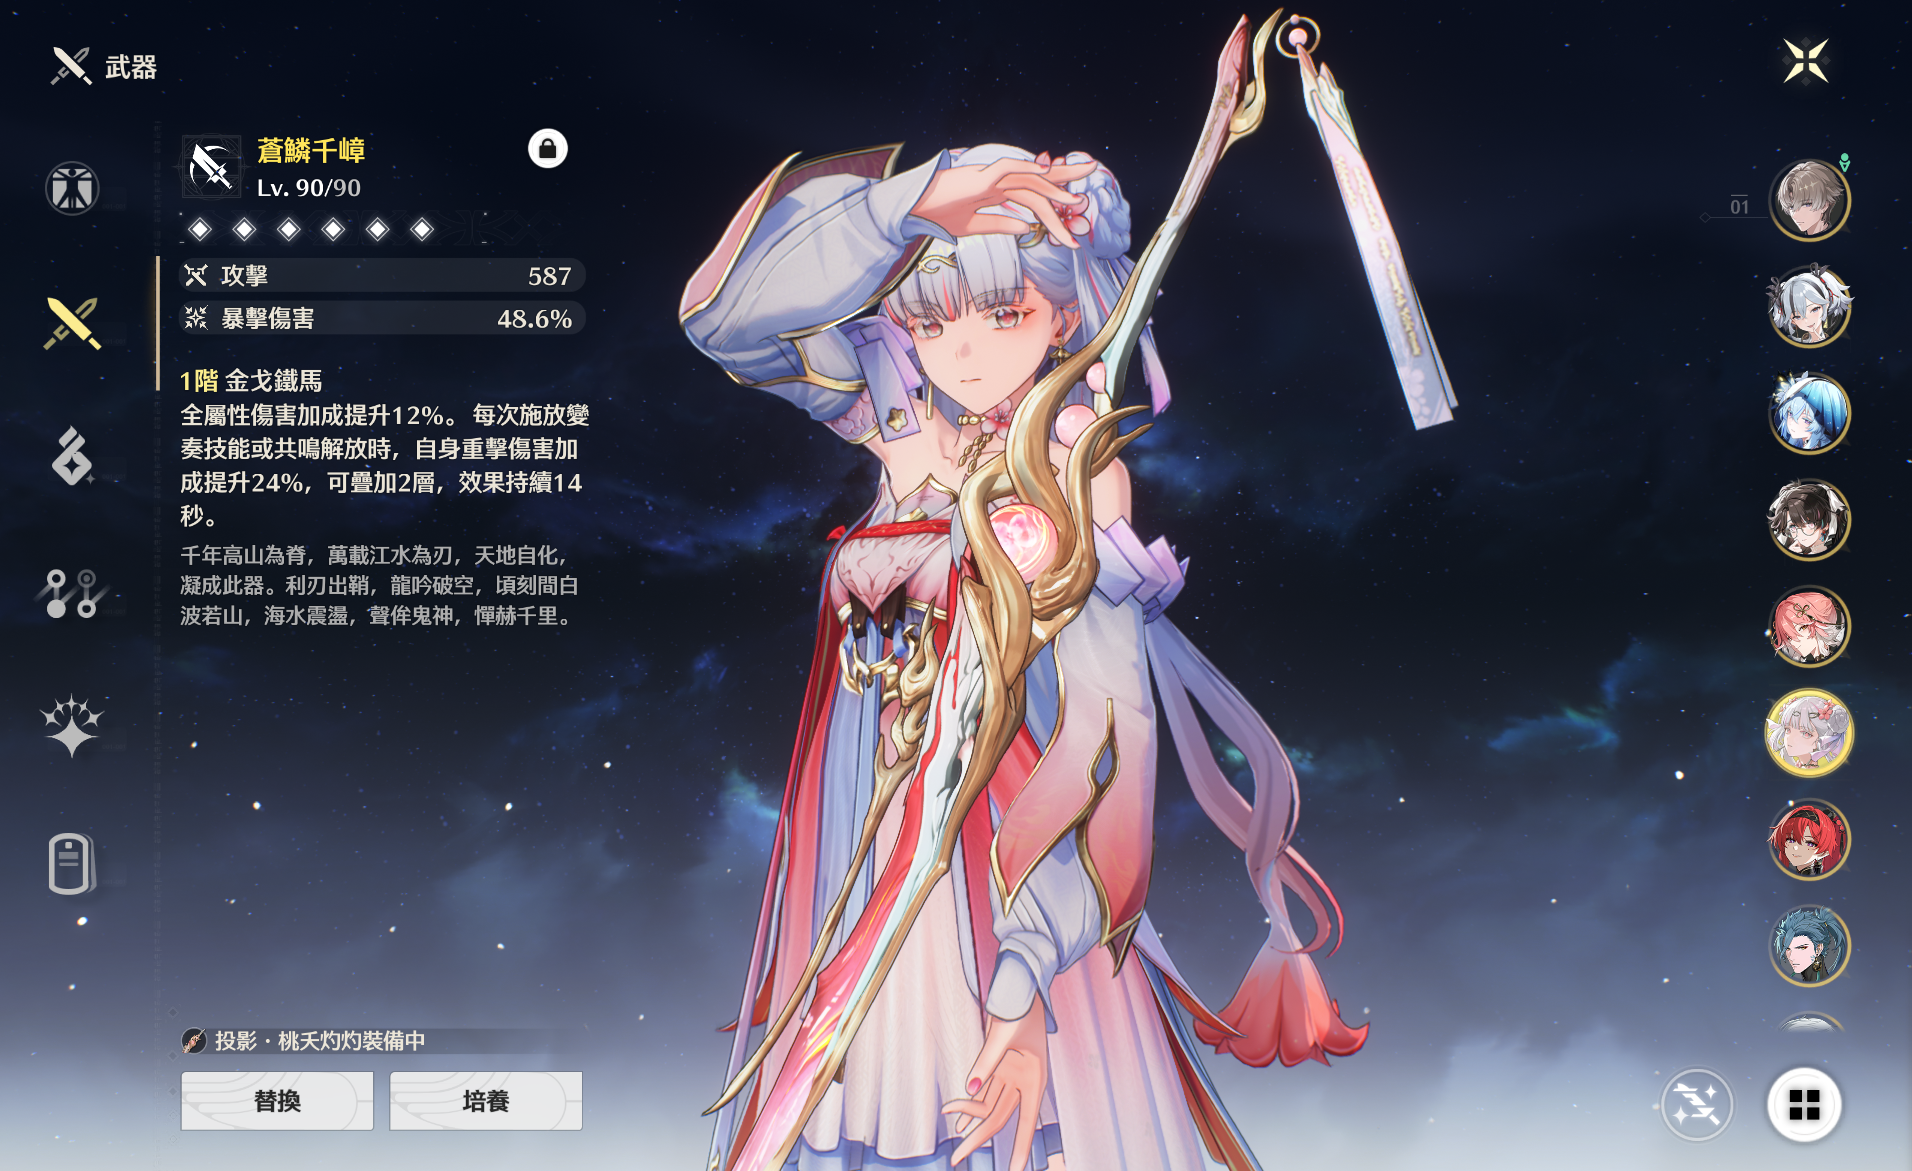 武器
蒼鱗千嶂
Lv. 90/90
攻擊 587
暴擊傷害 48.6%
1階 金戈鐵馬
全屬性傷害加成提升12%。每次施放變
奏技能或共鳴解放時，自身重擊傷害加
成提升24%，可疊加2層，效果持續14
秒。
千年高山為脊，萬載江水為刃，天地自化，
凝成此器。利刃出鞘，龍吟破空，頃刻間白
波若山，海水震盪，聲侔鬼神，憚赫千里。
01
投影·桃夭灼灼裝備中
替換
培養